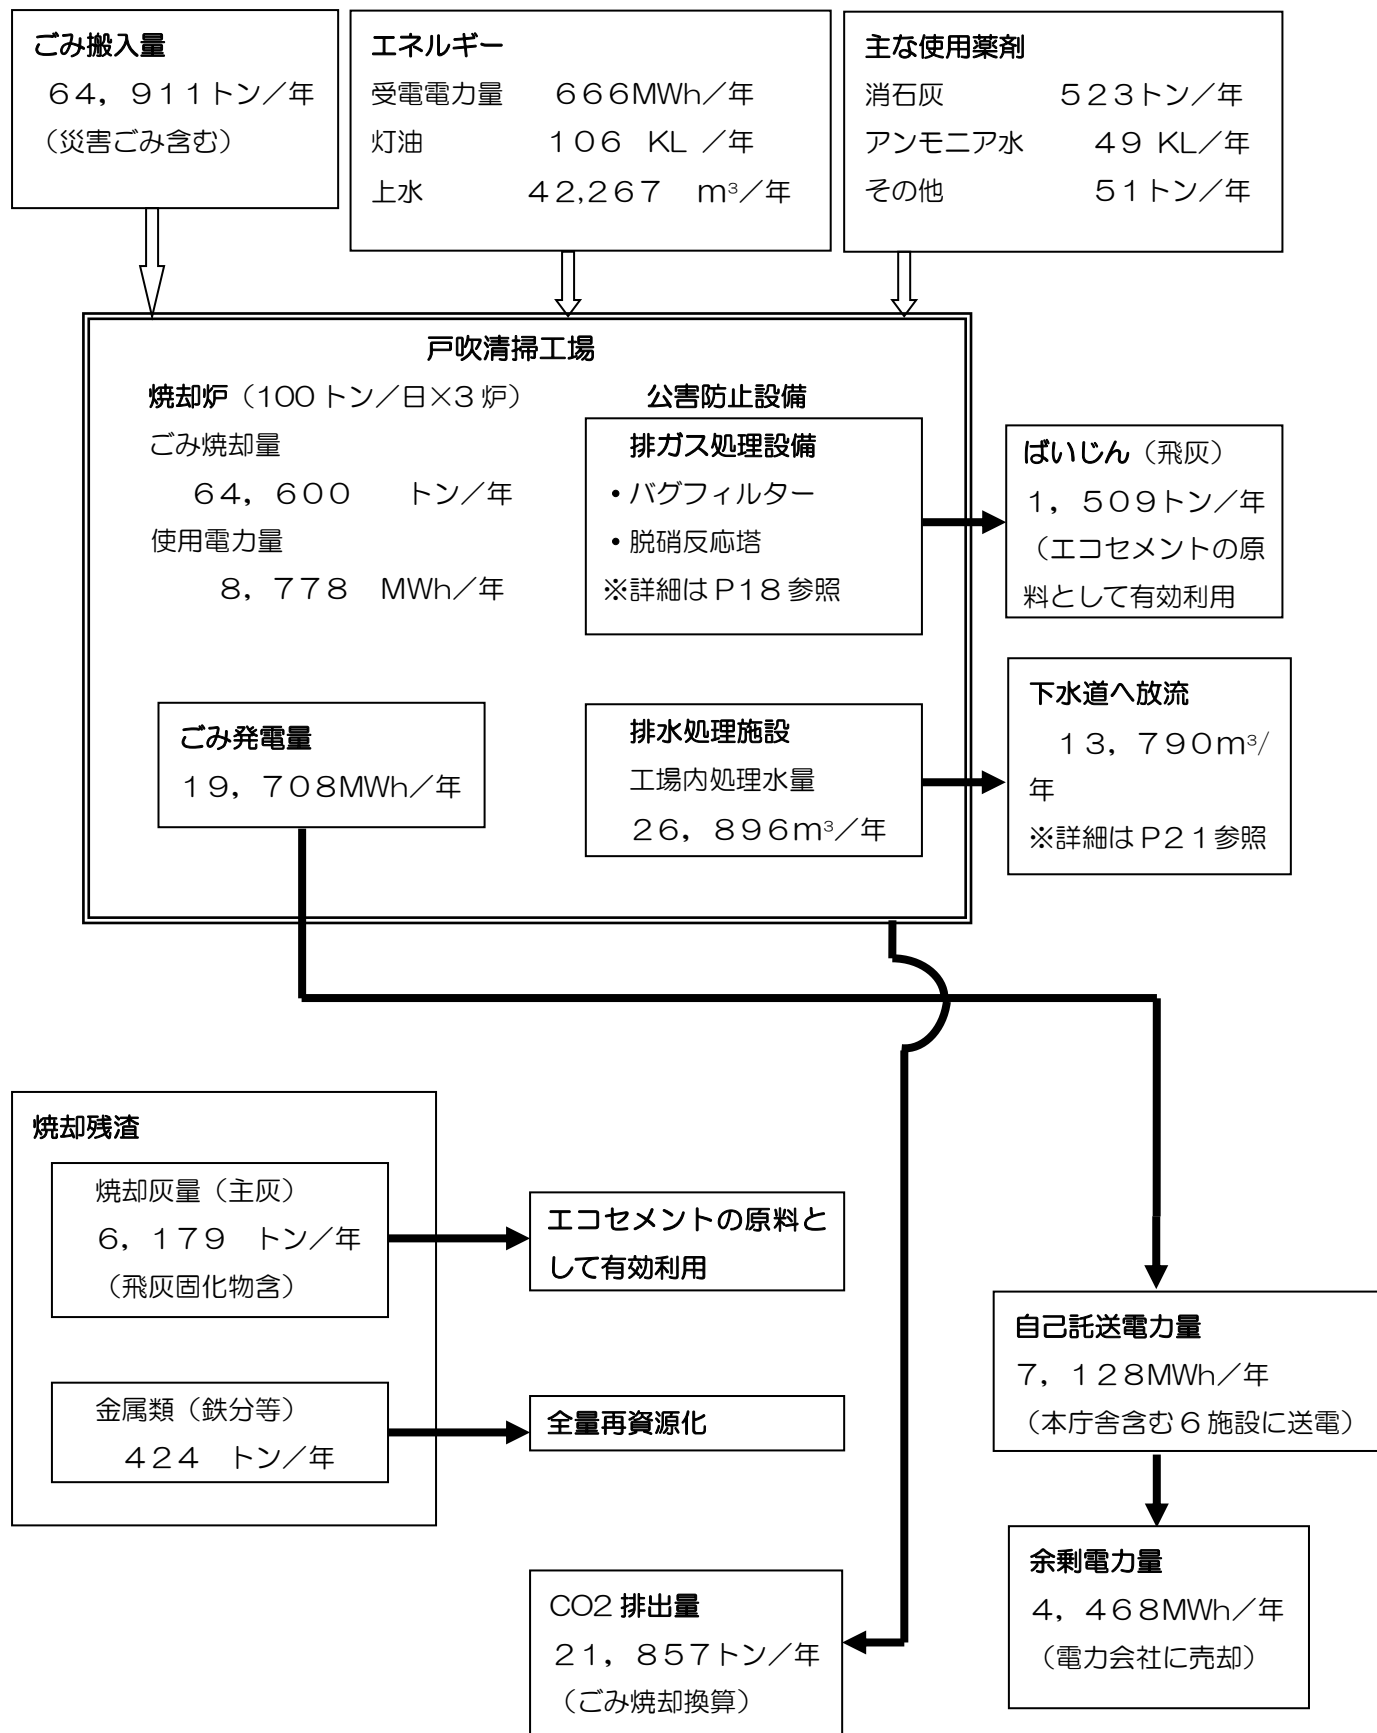 ごみ搬入量
64，911トン／年
（災害ごみ含む）
エネルギー
受電電力量　666MWh／年
灯油　106 KL ／年
上水　42,267 m³／年
主な使用薬剤
消石灰　523トン／年
アンモニア水　49 KL／年
その他　51トン／年
戸吹清掃工場
焼却炉（100トン／日×3炉）
ごみ焼却量
64，600　トン／年
使用電力量
8，778　MWh／年
公害防止設備
排ガス処理設備
・バグフィルター
・脱硝反応塔
※詳細はP18参照
ばいじん（飛灰）
1，509トン／年
（エコセメントの原
料として有効利用
ごみ発電量
19，708MWh／年
排水処理施設
工場内処理水量
26，896m³／年
下水道へ放流
13，790m³/
年
※詳細はP21参照
焼却残渣
焼却灰量（主灰）
6，179　トン／年
（飛灰固化物含）
エコセメントの原料と
して有効利用
金属類（鉄分等）
424　トン／年
全量再資源化
自己託送電力量
7，128MWh／年
（本庁舎含む6施設に送電）
余剰電力量
4，468MWh／年
（電力会社に売却）
CO2排出量
21，857トン／年
（ごみ焼却換算）